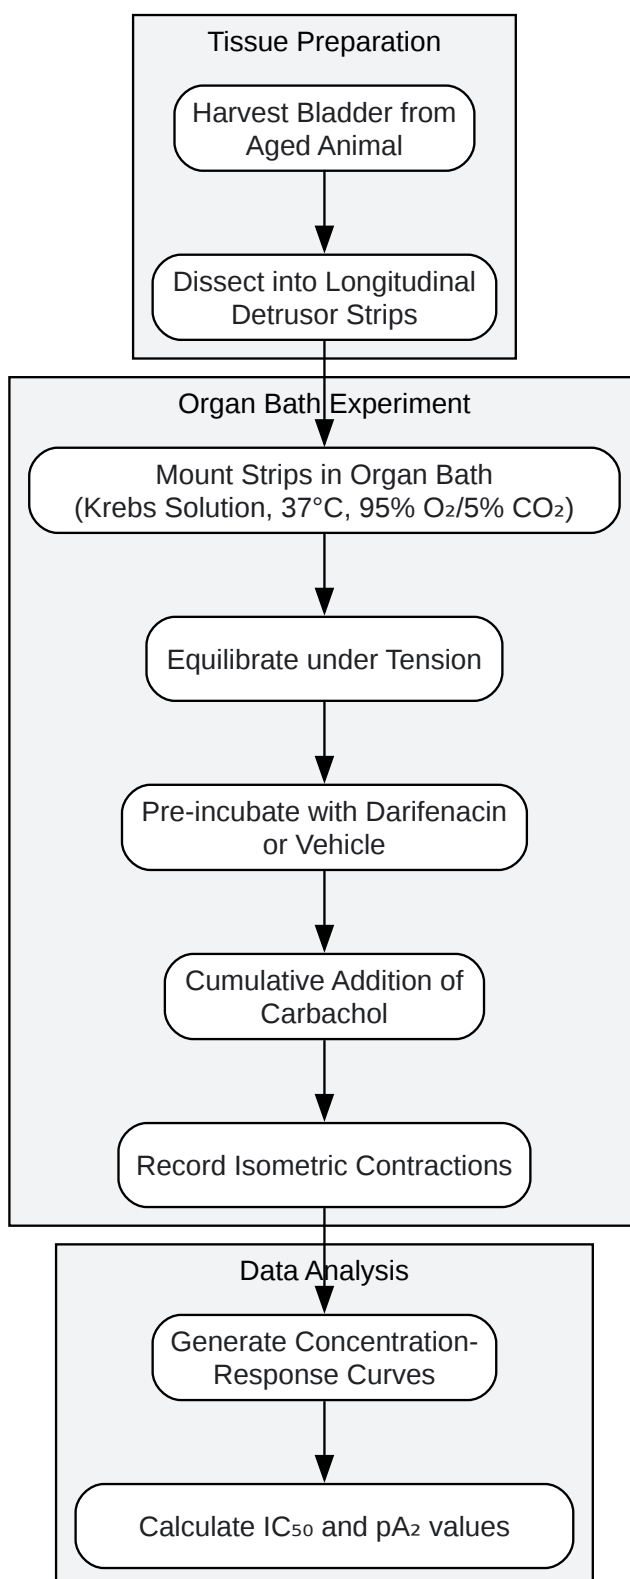 Tissue Preparation
Harvest Bladder from
Aged Animal
Dissect into Longitudinal
Detrusor Strips
Organ Bath Experiment
Mount Strips in Organ Bath
(Krebs Solution, 37°C, 95% O₂/5% CO₂)
Equilibrate under Tension
Pre-incubate with Darifenacin
or Vehicle
Cumulative Addition of
Carbachol
Record Isometric Contractions
Data Analysis
Generate Concentration-
Response Curves
Calculate IC₅₀ and pA₂ values